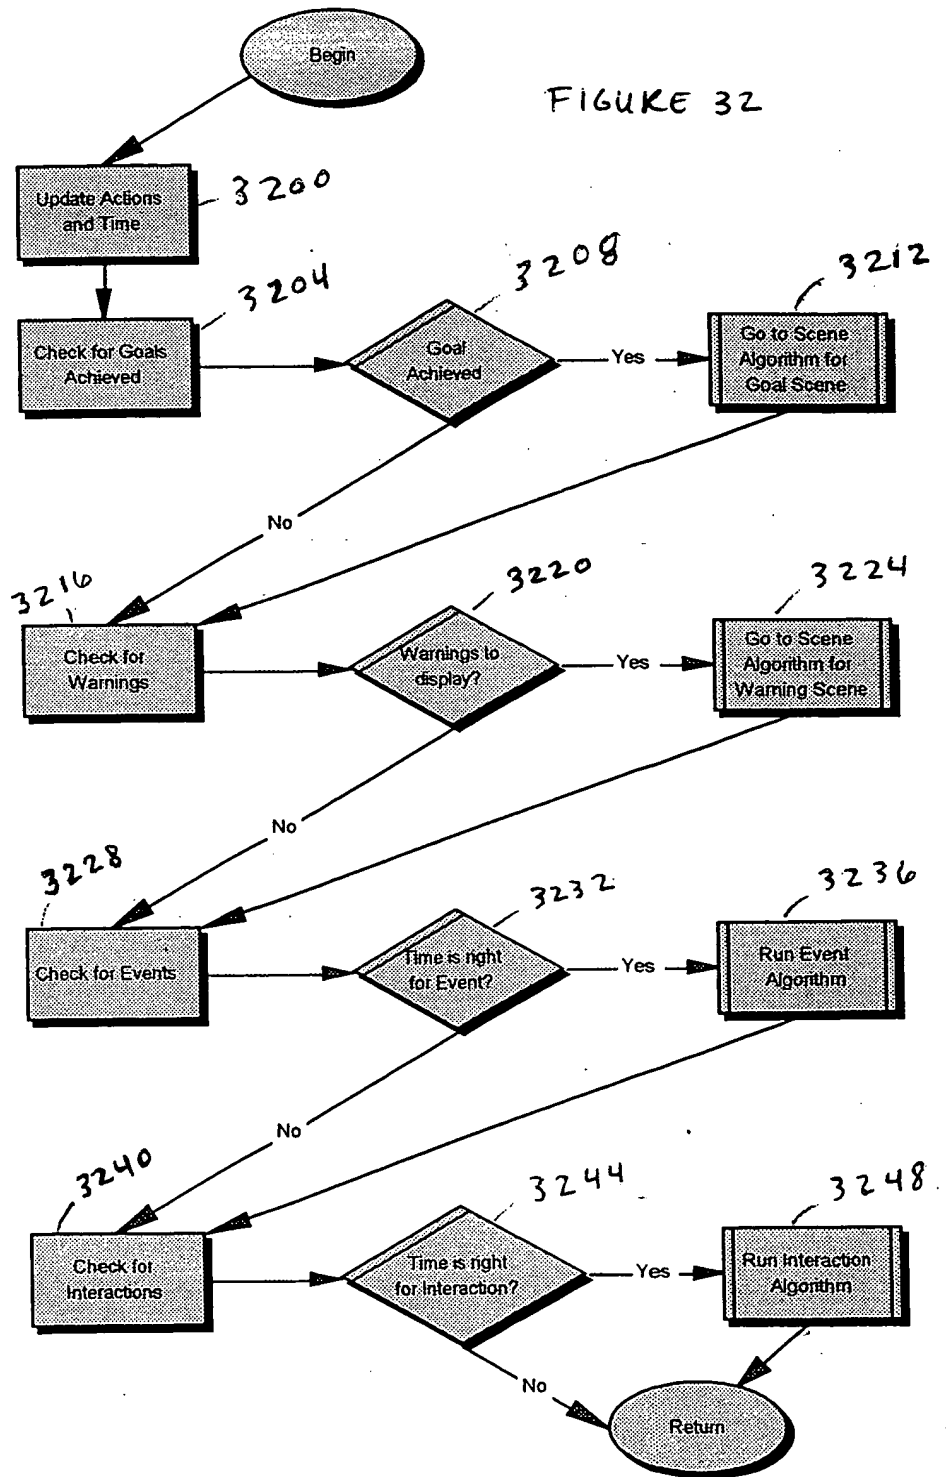 Begin
FIGURE 32
Update Actions
and Time
3200
3204
3208
3212
Check for Goals
Achieved
Goal
Achieved
Yes
Go to Scene
Algorithm for
Goal Scene
No
3216
3220
3224
Check for
Warnings
Warnings to
display?
Yes
Go to Scene
Algorithm for
Warning Scene
No
3228
3232
3236
Check for Events
Time is right
for Event?
Yes
Run Event
Algorithm
No
3240
3244
3248
Check for
Interactions
Time is right
for Interaction?
Yes
Run Interaction
Algorithm
No
Return